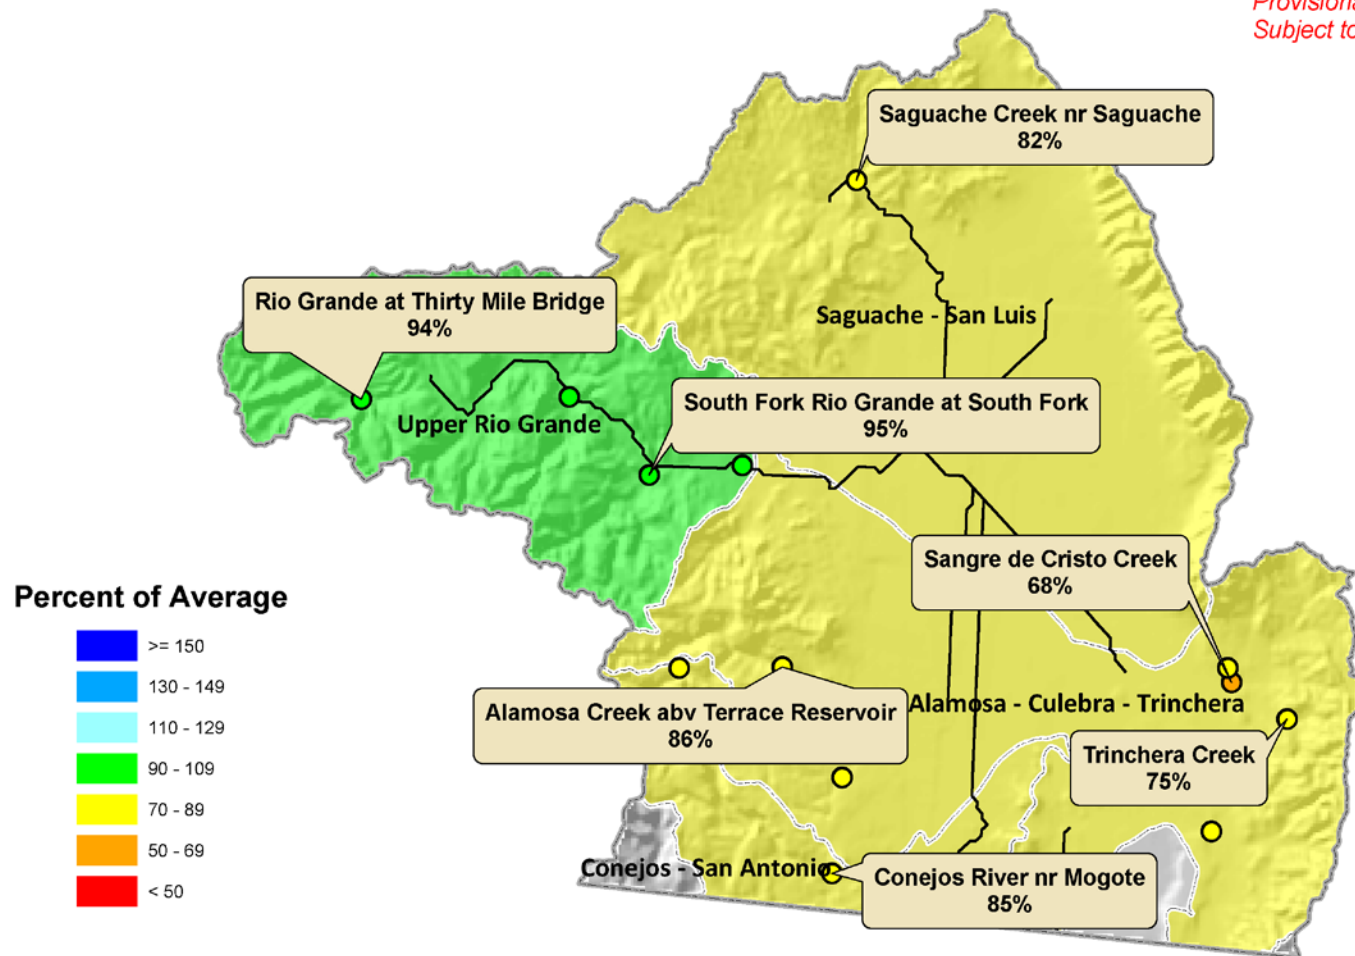 Provisional
Subject to
Saguache Creek nr Saguache
82%
Rio Grande at Thirty Mile Bridge
94%
Saguache - San Luis
South Fork Rio Grande at South Fork
95%
Upper Rio Grande
Sangre de Cristo Creek
68%
Percent of Average
>= 150
130 - 149
110 - 129
90 - 109
70 - 89
50 - 69
< 50
Alamosa Creek abv Terrace Reservoir
86%
Alamosa - Culebra - Trinchera
Trinchera Creek
75%
Conejos - San Antonio
Conejos River nr Mogote
85%